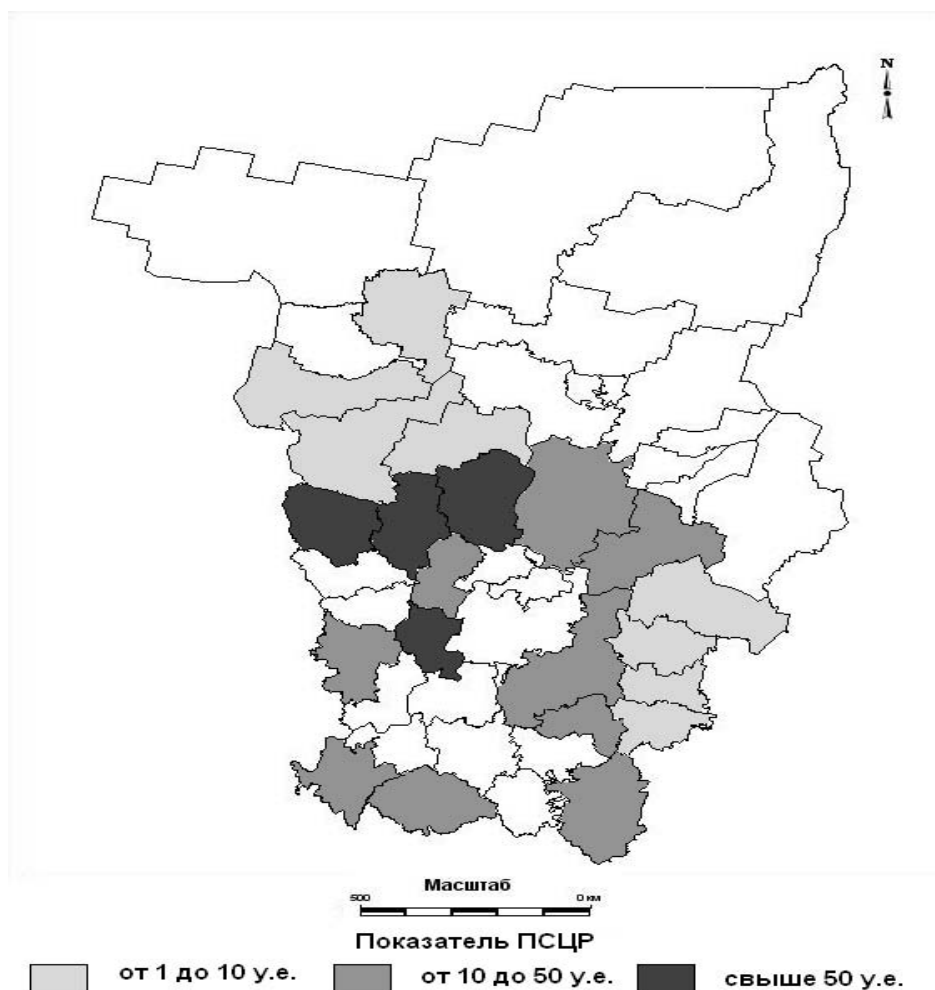 N
Масштаб
500 0 км
Показатель ПСЦР
от 1 до 10 у.е. от 10 до 50 у.е. свыше 50 у.е.